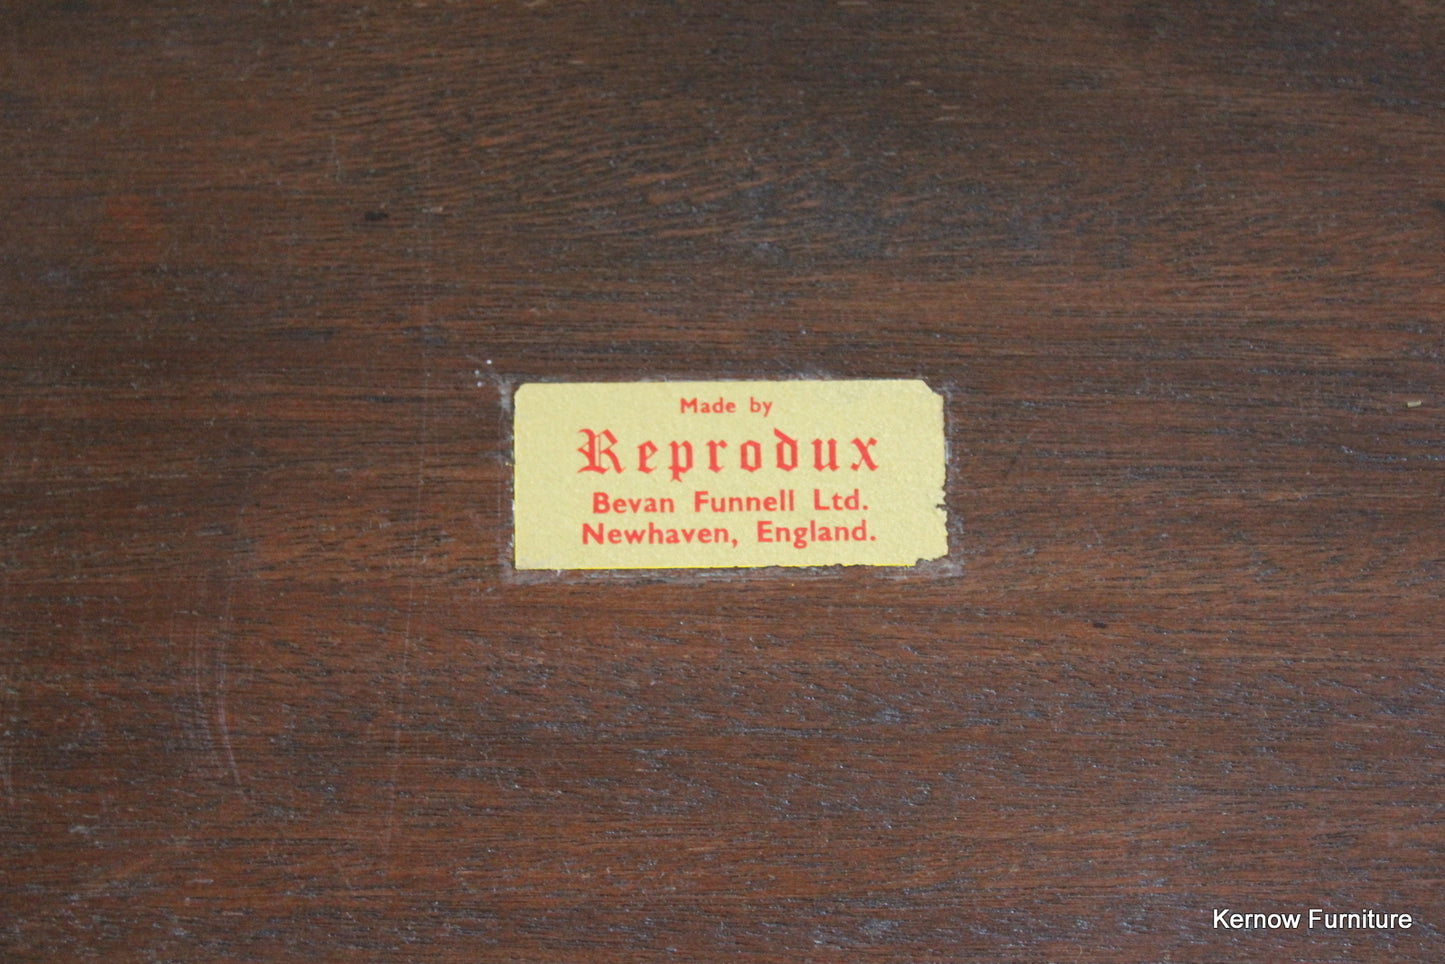 Made by
Reprodux
Bevan Funnell Ltd.
Newhaven, England.
Kernow Furniture